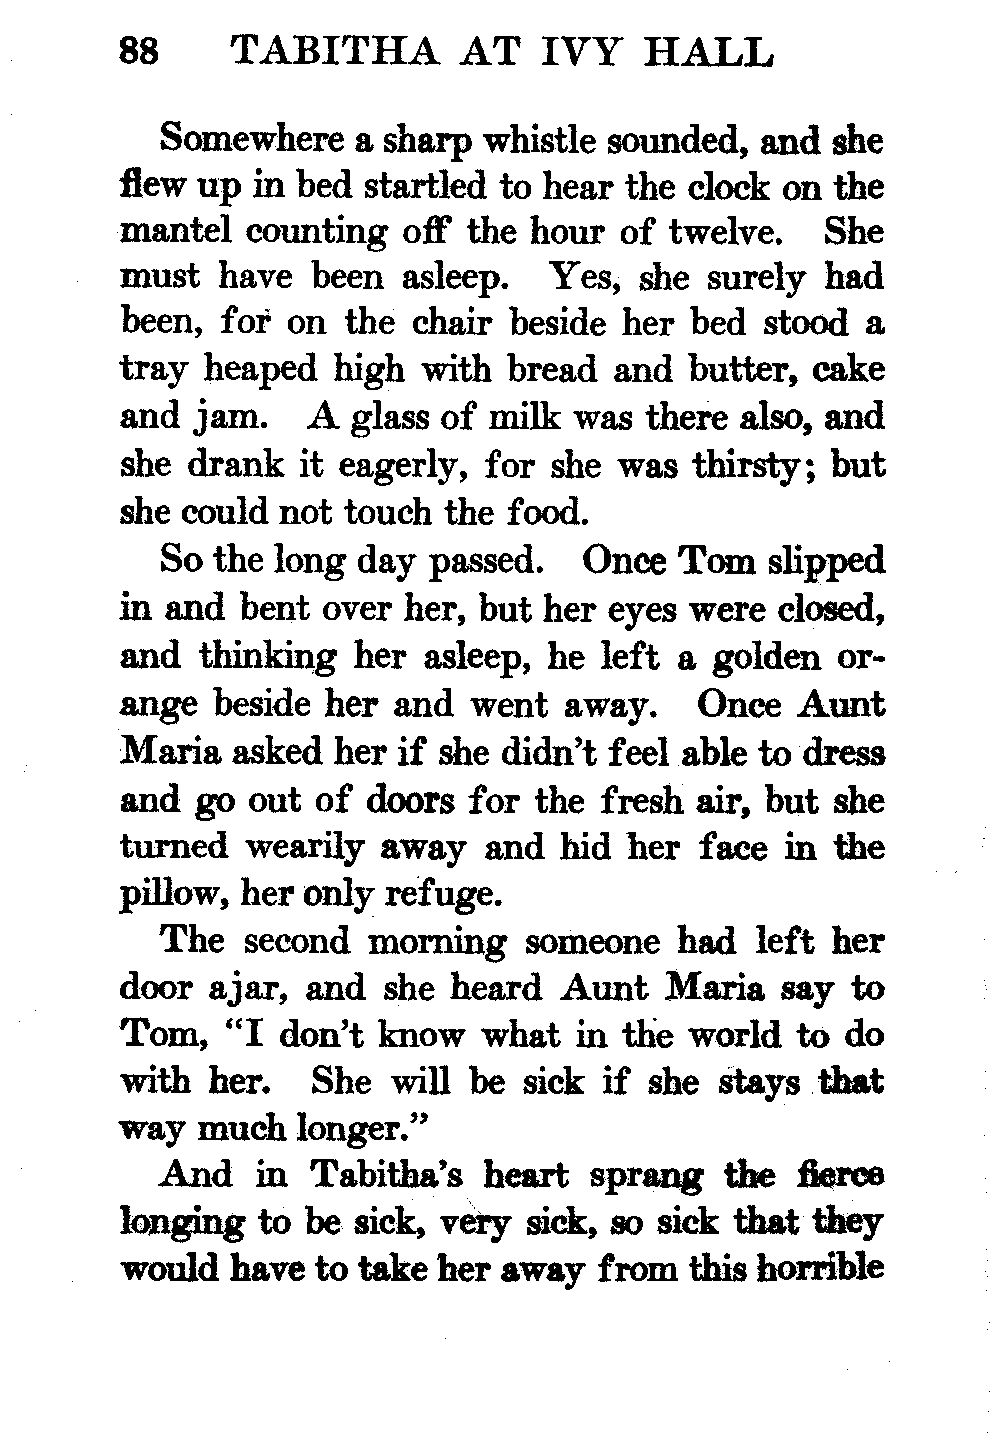 88 TABITHA AT IVY HALL
Somewhere a sharp whistle sounded, and she
flew up in bed startled to hear the clock on the
mantel counting off the hour of twelve. She
must have been asleep. Yes, she surely had
been, for on the chair beside her bed stood a
tray heaped high with bread and butter, cake
and jam. A glass of milk was there also, and
she drank it eagerly, for she was thirsty; but
she could not touch the food.
So the long day passed. Once Tom slipped
in and bent over her, but her eyes were closed,
and thinking her asleep, he left a golden or-
ange beside her and went away. Once Aunt
Maria asked her if she didn't feel able to dress
and go out of doors for the fresh air, but she
turned wearily away and hid her face in the
pillow, her only refuge.
The second morning someone had left her
door ajar, and she heard Aunt Maria say to
Tom, "I don't know what in the world to do
with her. She will be sick if she stays that
way much longer."
And in Tabitha's heart sprang the fierce
longing to be sick, very sick, so sick that they
would have to take her away from this horrible